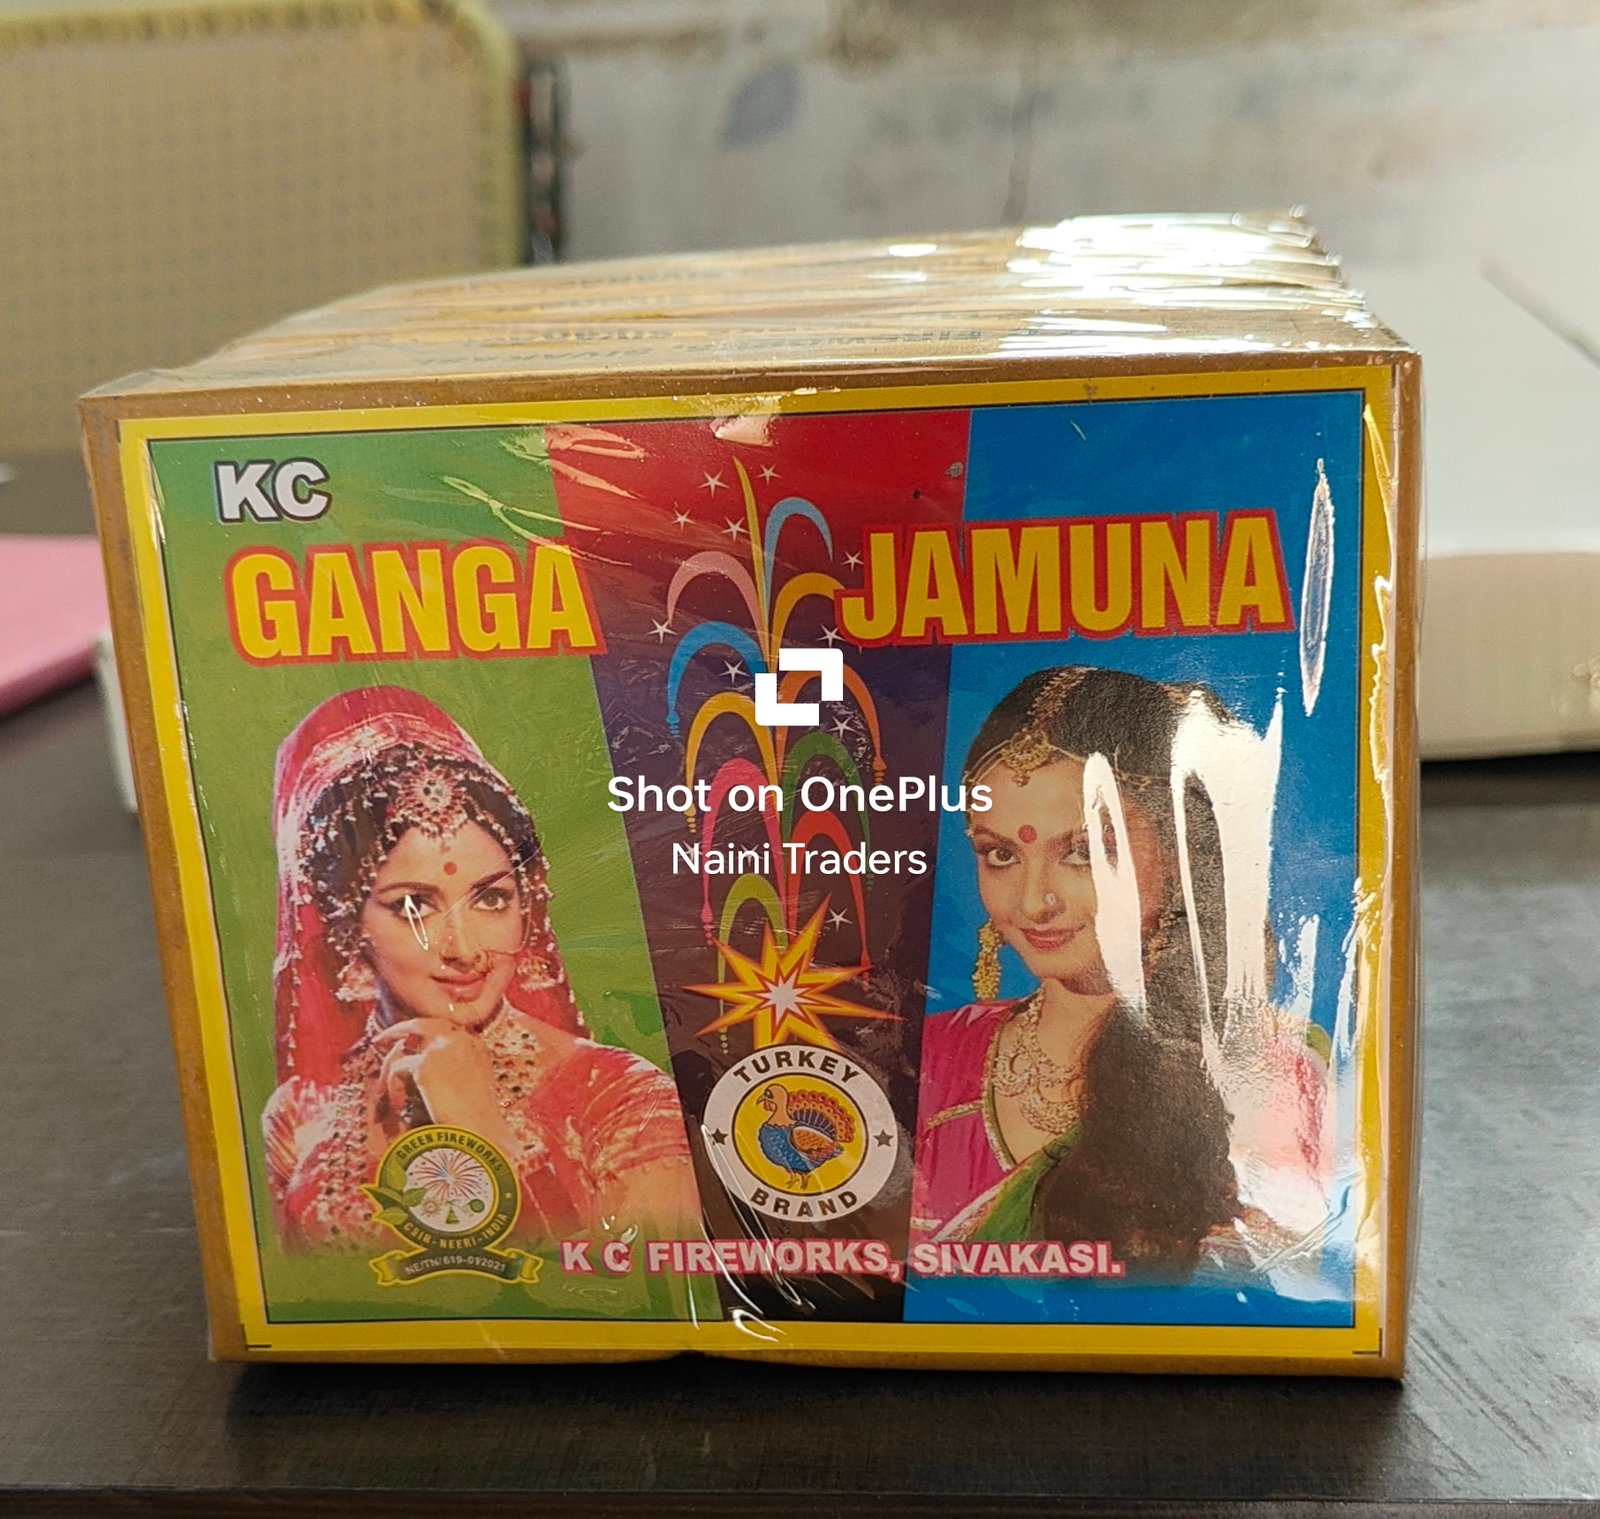 KC
GANGA JAMUNA
Shot on OnePlus
Naini Traders
TURKEY
BRAND
GREEN FIREWORKS
CSIR-NEERI-INDIA
K C FIREWORKS, SIVAKASI.